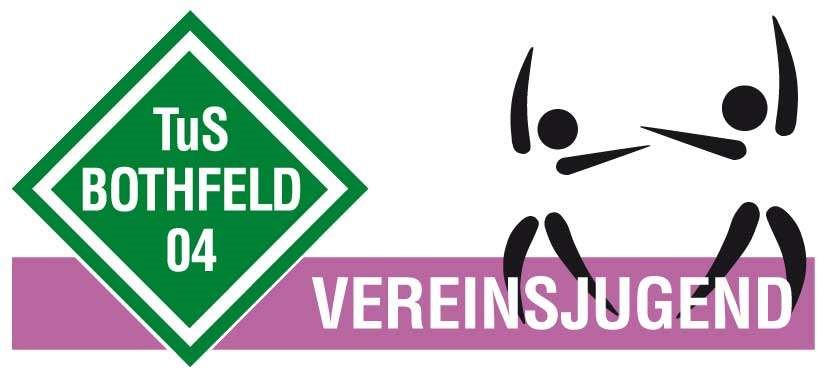 TuS
BOTHFELD
04
VEREINSJUGEND